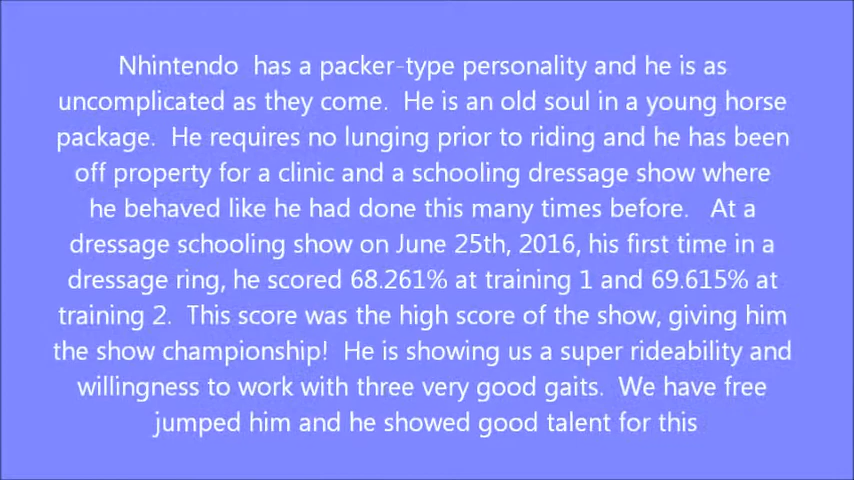 Nhintendo  has a packer-type personality and he is as
uncomplicated as they come.  He is an old soul in a young horse
package.  He requires no lunging prior to riding and he has been
off property for a clinic and a schooling dressage show where
he behaved like he had done this many times before.   At a
dressage schooling show on June 25th, 2016, his first time in a
dressage ring, he scored 68.261% at training 1 and 69.615% at
training 2.  This score was the high score of the show, giving him
the show championship!  He is showing us a super rideability and
willingness to work with three very good gaits.  We have free
jumped him and he showed good talent for this